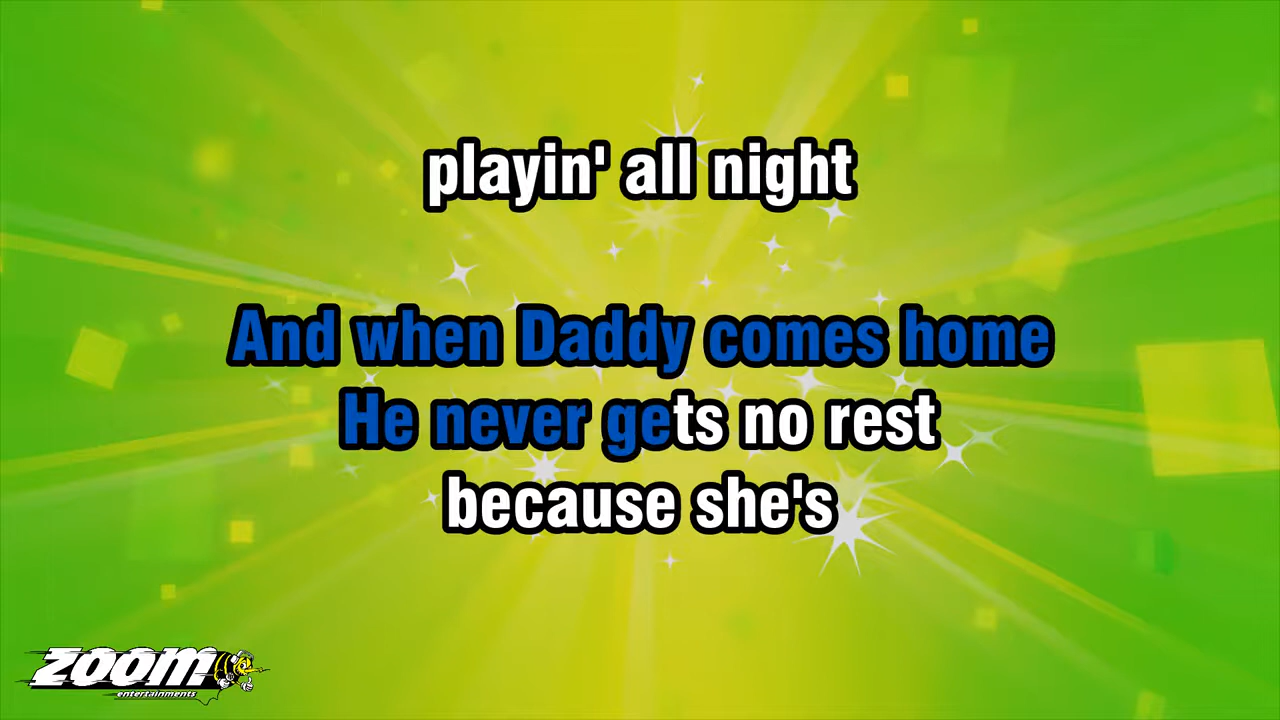 playin' all night
And when Daddy comes home
He never gets no rest
because she's
zoom
entertainments